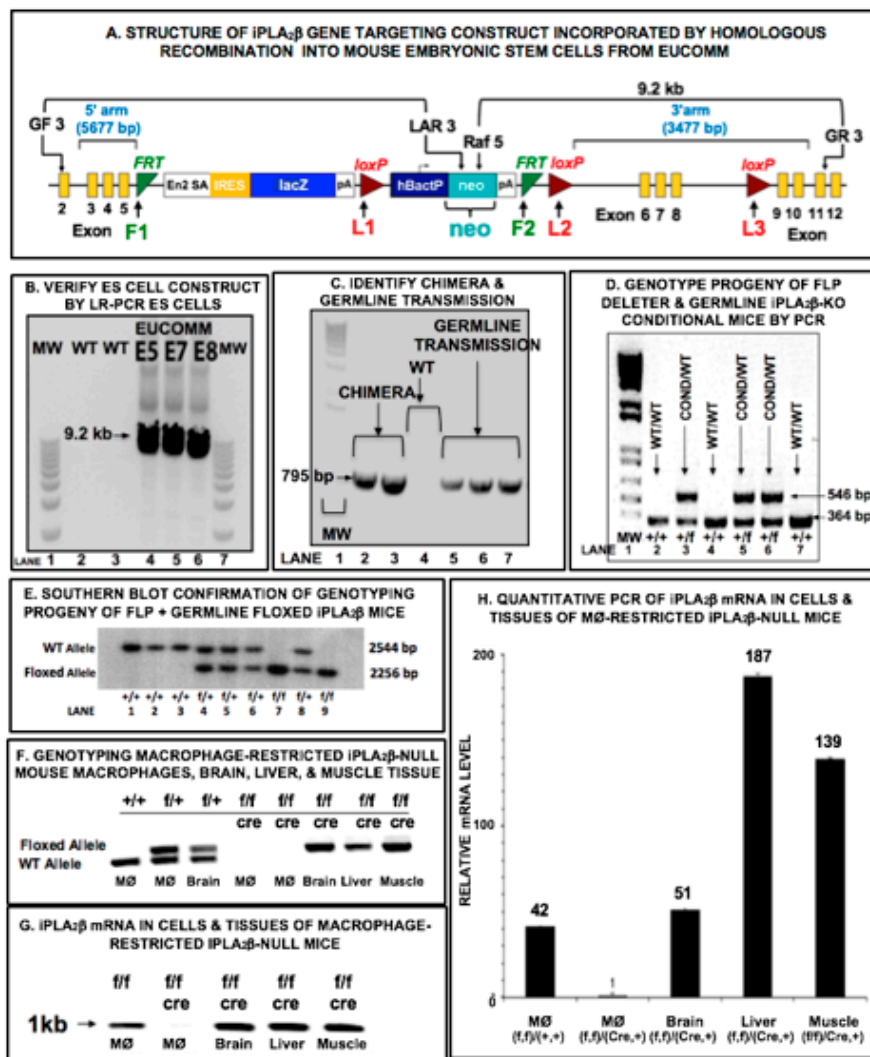 A. STRUCTURE OF iPLA₂β GENE TARGETING CONSTRUCT INCORPORATED BY HOMOLOGOUS
RECOMBINATION INTO MOUSE EMBRYONIC STEM CELLS FROM EUCOMM
9.2 kb
5' arm
(5677 bp)
3'arm
(3477 bp)
GF 3
LAR 3
Raf 5
GR 3
FRT
loxP
FRT
loxP
loxP
En2 SA
IRES
lacZ
pA
hBactP
neo
pA
2
3 4 5
Exon
F1
L1
neo
F2
L2
Exon 6 7 8
L3
9 10 11 12
Exon
B. VERIFY ES CELL CONSTRUCT
BY LR-PCR ES CELLS
EUCOMM
MW WT WT E5 E7 E8 MW
9.2 kb
LANE 1 2 3 4 5 6 7
C. IDENTIFY CHIMERA &
GERMLINE TRANSMISSION
GERMLINE
TRANSMISSION
WT
CHIMERA
795 bp
MW
LANE 1 2 3 4 5 6 7
D. GENOTYPE PROGENY OF FLP
DELETER & GERMLINE iPLA₂β-KO
CONDITIONAL MICE BY PCR
WT/WT COND/WT WT/WT COND/WT COND/WT WT/WT
546 bp
364 bp
MW +/+ +/f +/+ +/f +/f +/+
LANE 1 2 3 4 5 6 7
E. SOUTHERN BLOT CONFIRMATION OF GENOTYPING
PROGENY OF FLP + GERMLINE FLOXED iPLA₂β MICE
WT Allele 2544 bp
Floxed Allele 2256 bp
+/+ +/+ +/+ f/+ f/+ f/+ f/f f/+ f/f
LANE 1 2 3 4 5 6 7 8 9
F. GENOTYPING MACROPHAGE-RESTRICTED iPLA₂β-NULL
MOUSE MACROPHAGES, BRAIN, LIVER, & MUSCLE TISSUE
+/+ f/+ f/+ f/f f/f f/f f/f f/f
cre cre cre cre cre
Floxed Allele
WT Allele
MØ MØ Brain MØ MØ Brain Liver Muscle
G. iPLA₂β mRNA IN CELLS & TISSUES OF MACROPHAGE-
RESTRICTED IPLA₂β-NULL MICE
f/f f/f f/f f/f f/f
cre cre cre cre
1kb
MØ MØ Brain Liver Muscle
H. QUANTITATIVE PCR OF iPLA₂β mRNA IN CELLS &
TISSUES OF MØ-RESTRICTED iPLA₂β-NULL MICE
RELATIVE mRNA LEVEL
200
100
0
42
1
51
187
139
MØ MØ Brain Liver Muscle
(f,f)/(+,+) (f,f)/(Cre,+) (f,f)/(Cre,+) (f,f)/(Cre,+) (f/f)/Cre,+)